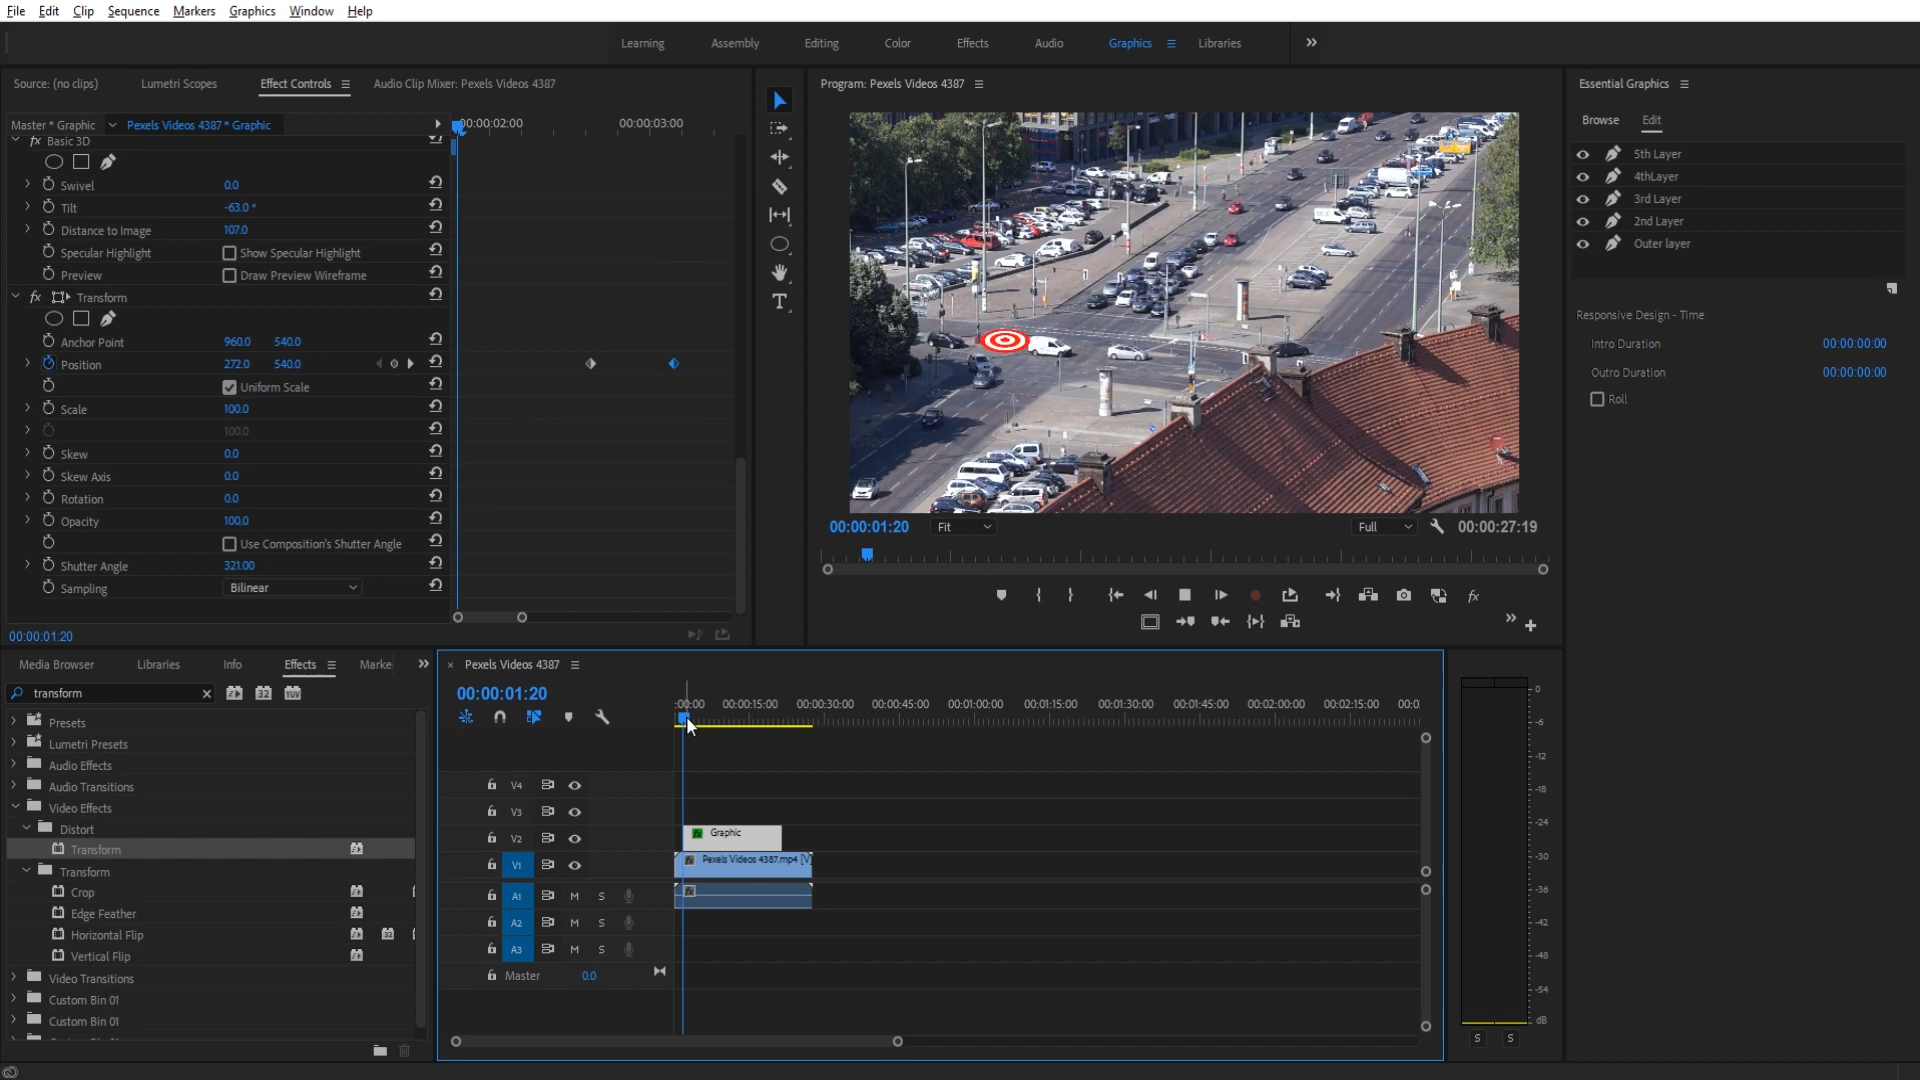 File Edit Clip Sequence Markers Graphics Window Help
Learning Assembly Editing Color Effects Audio Graphics Libraries
Source: (no clips) Lumetri Scopes Effect Controls Audio Clip Mixer: Pexels Videos 4387
Master * Graphic Pexels Videos 4387 * Graphic
00:00:02:00 00:00:03:00
fx Basic 3D
Swivel 0.0
Tilt -63.0 °
Distance to Image 107.0
Specular Highlight Show Specular Highlight
Preview Draw Preview Wireframe
fx Transform
Anchor Point 960.0 540.0
Position 272.0 540.0
Uniform Scale
Scale 100.0
100.0
Skew 0.0
Skew Axis 0.0
Rotation 0.0
Opacity 100.0
Use Composition's Shutter Angle
Shutter Angle 321.00
Sampling Bilinear
00:00:01:20
Program: Pexels Videos 4387
00:00:01:20 Fit Full 00:00:27:19
fx
Essential Graphics
Browse Edit
5th Layer
4thLayer
3rd Layer
2nd Layer
Outer layer
Responsive Design - Time
Intro Duration 00:00:00:00
Outro Duration 00:00:00:00
Roll
Media Browser Libraries Info Effects Marke
transform 32 YUV
Presets
Lumetri Presets
Audio Effects
Audio Transitions
Video Effects
Distort
Transform
Transform
Crop
Edge Feather
Horizontal Flip 32
Vertical Flip
Video Transitions
Custom Bin 01
Custom Bin 01
× Pexels Videos 4387
00:00:01:20
:00:00 00:00:15:00 00:00:30:00 00:00:45:00 00:01:00:00 00:01:15:00 00:01:30:00 00:01:45:00 00:02:00:00 00:02:15:00 00:0
V4
V3
V2 fx Graphic
V1 fx Pexels Videos 4387.mp4 [V]
A1 M S fx
A2 M S
A3 M S
Master 0.0
0
-6
-12
-18
-24
-30
-36
-42
-48
-54
dB
S S